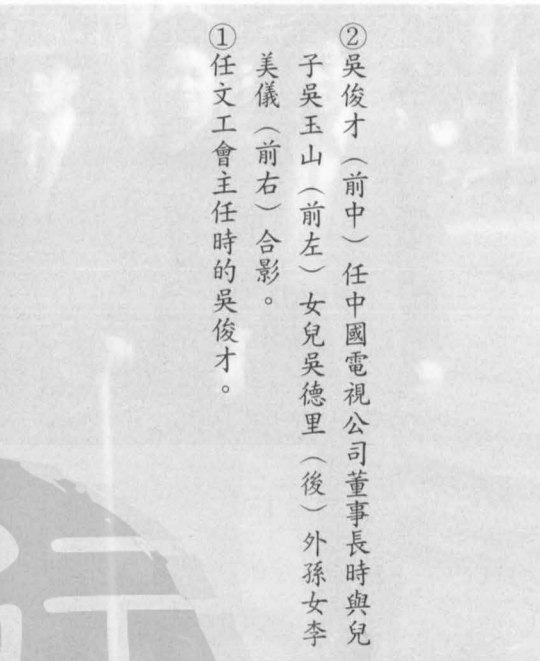 ②吳俊才（前中）任中國電視公司董事長時與兒
子吳玉山（前左）女兒吳德里（後）外孫女李
美儀（前右）合影。
①任文工會主任時的吳俊才。